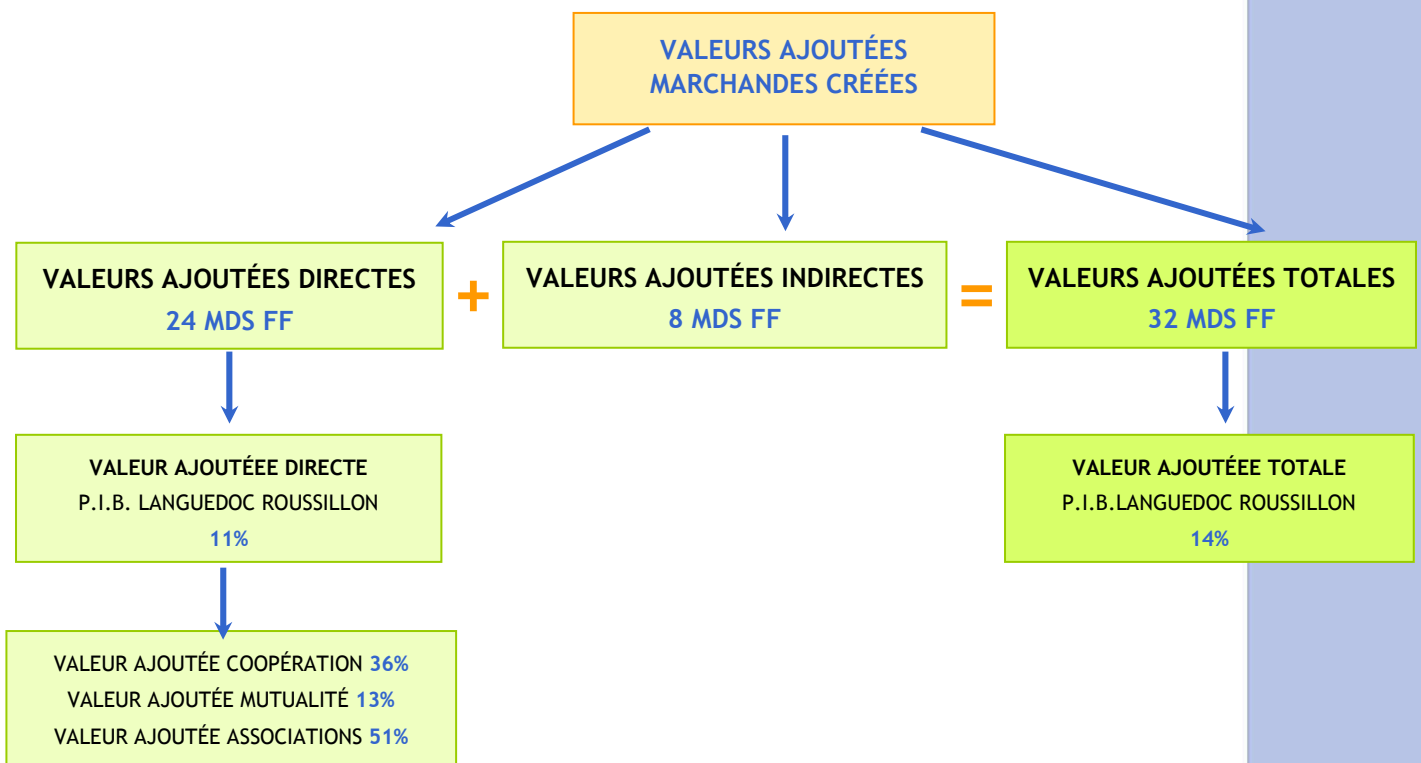 VALEURS AJOUTÉES
MARCHANDES CRÉÉES
VALEURS AJOUTÉES DIRECTES
24 MDS FF
+
VALEURS AJOUTÉES INDIRECTES
8 MDS FF
=
VALEURS AJOUTÉES TOTALES
32 MDS FF
VALEUR AJOUTÉEE DIRECTE
P.I.B. LANGUEDOC ROUSSILLON
11%
VALEUR AJOUTÉEE TOTALE
P.I.B.LANGUEDOC ROUSSILLON
14%
VALEUR AJOUTÉE COOPÉRATION 36%
VALEUR AJOUTÉE MUTUALITÉ 13%
VALEUR AJOUTÉE ASSOCIATIONS 51%